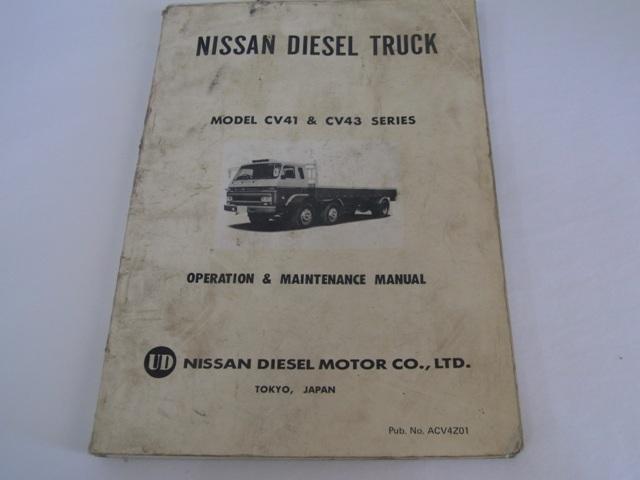 NISSAN DIESEL TRUCK
MODEL CV41 & CV43 SERIES
OPERATION & MAINTENANCE MANUAL
UD NISSAN DIESEL MOTOR CO., LTD.
TOKYO, JAPAN
Pub. No. ACV4Z01